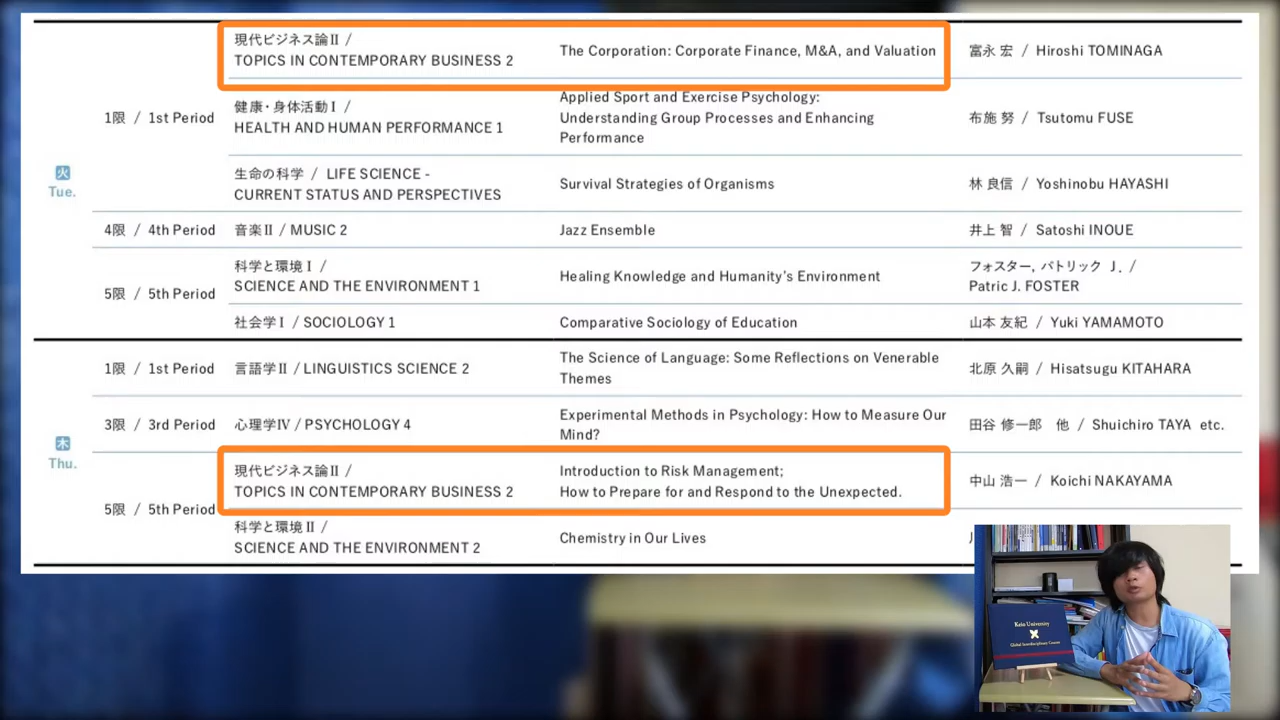 現代ビジネス論Ⅱ /
TOPICS IN CONTEMPORARY BUSINESS 2
The Corporation: Corporate Finance, M&A, and Valuation
富永 宏 / Hiroshi TOMINAGA
火
Tue.
1限 / 1st Period
健康・身体活動Ⅰ /
HEALTH AND HUMAN PERFORMANCE 1
Applied Sport and Exercise Psychology:
Understanding Group Processes and Enhancing
Performance
布施 努 / Tsutomu FUSE
生命の科学 / LIFE SCIENCE -
CURRENT STATUS AND PERSPECTIVES
Survival Strategies of Organisms
林 良信 / Yoshinobu HAYASHI
4限 / 4th Period
音楽Ⅱ / MUSIC 2
Jazz Ensemble
井上 智 / Satoshi INOUE
5限 / 5th Period
科学と環境Ⅰ /
SCIENCE AND THE ENVIRONMENT 1
Healing Knowledge and Humanity's Environment
フォスター, パトリック J. /
Patric J. FOSTER
社会学Ⅰ / SOCIOLOGY 1
Comparative Sociology of Education
山本 友紀 / Yuki YAMAMOTO
木
Thu.
1限 / 1st Period
言語学Ⅱ / LINGUISTICS SCIENCE 2
The Science of Language: Some Reflections on Venerable
Themes
北原 久嗣 / Hisatsugu KITAHARA
3限 / 3rd Period
心理学Ⅳ / PSYCHOLOGY 4
Experimental Methods in Psychology: How to Measure Our
Mind?
田谷 修一郎 他 / Shuichiro TAYA etc.
5限 / 5th Period
現代ビジネス論Ⅱ /
TOPICS IN CONTEMPORARY BUSINESS 2
Introduction to Risk Management;
How to Prepare for and Respond to the Unexpected.
中山 浩一 / Koichi NAKAYAMA
科学と環境Ⅱ /
SCIENCE AND THE ENVIRONMENT 2
Chemistry in Our Lives
Keio University
Global Interdisciplinary Courses